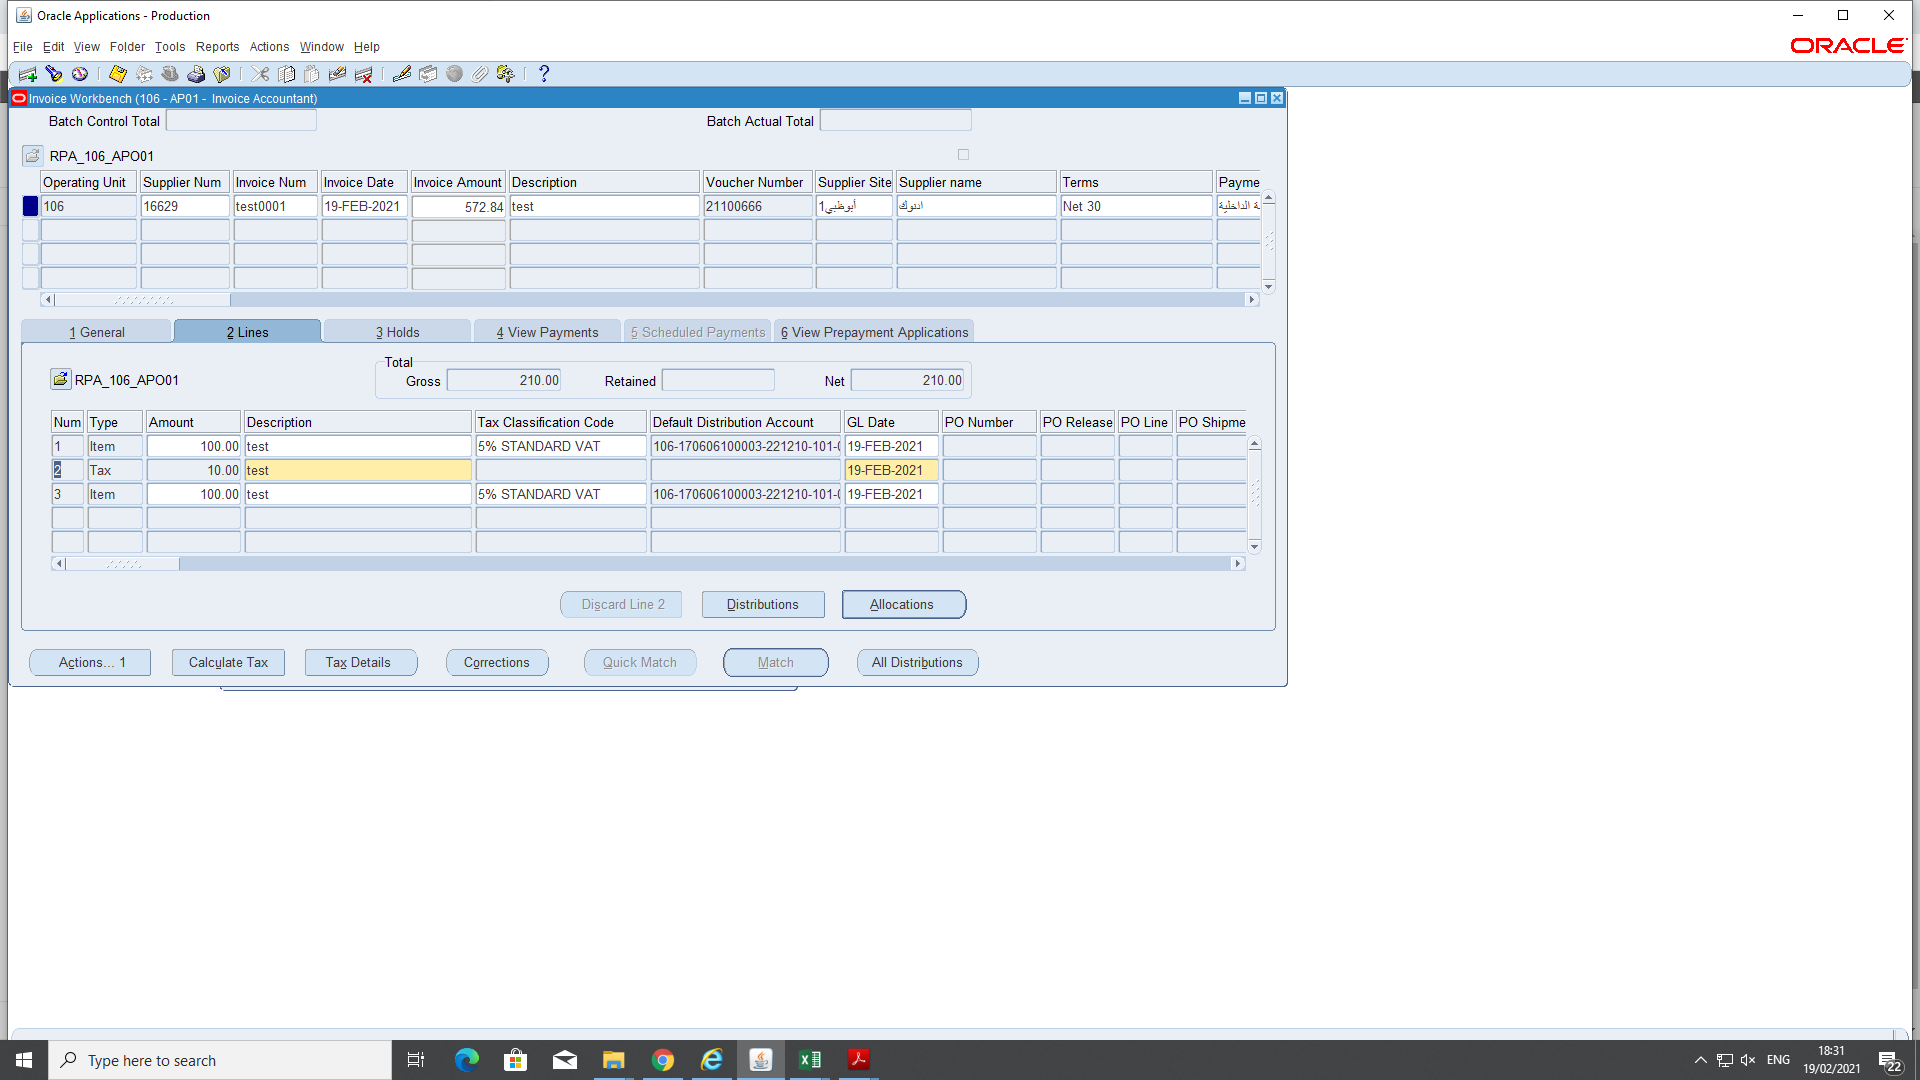 Oracle Applications - Production
File Edit View Folder Tools Reports Actions Window Help
ORACLE
Invoice Workbench (106 - AP01 - Invoice Accountant)
Batch Control Total Batch Actual Total
RPA_106_APO01
Operating Unit Supplier Num Invoice Num Invoice Date Invoice Amount Description Voucher Number Supplier Site Supplier name Terms Payme
106 16629 test0001 19-FEB-2021 572.84 test 21100666 أبوظبي1 ادنوك Net 30 ة الداخلية
1 General 2 Lines 3 Holds 4 View Payments 5 Scheduled Payments 6 View Prepayment Applications
Total
RPA_106_APO01 Gross 210.00 Retained Net 210.00
Num Type Amount Description Tax Classification Code Default Distribution Account GL Date PO Number PO Release PO Line PO Shipme
1 Item 100.00 test 5% STANDARD VAT 106-170606100003-221210-101-0 19-FEB-2021
2 Tax 10.00 test 19-FEB-2021
3 Item 100.00 test 5% STANDARD VAT 106-170606100003-221210-101-0 19-FEB-2021
Discard Line 2 Distributions Allocations
Actions... 1 Calculate Tax Tax Details Corrections Quick Match Match All Distributions
Type here to search ENG 18:31
19/02/2021 22